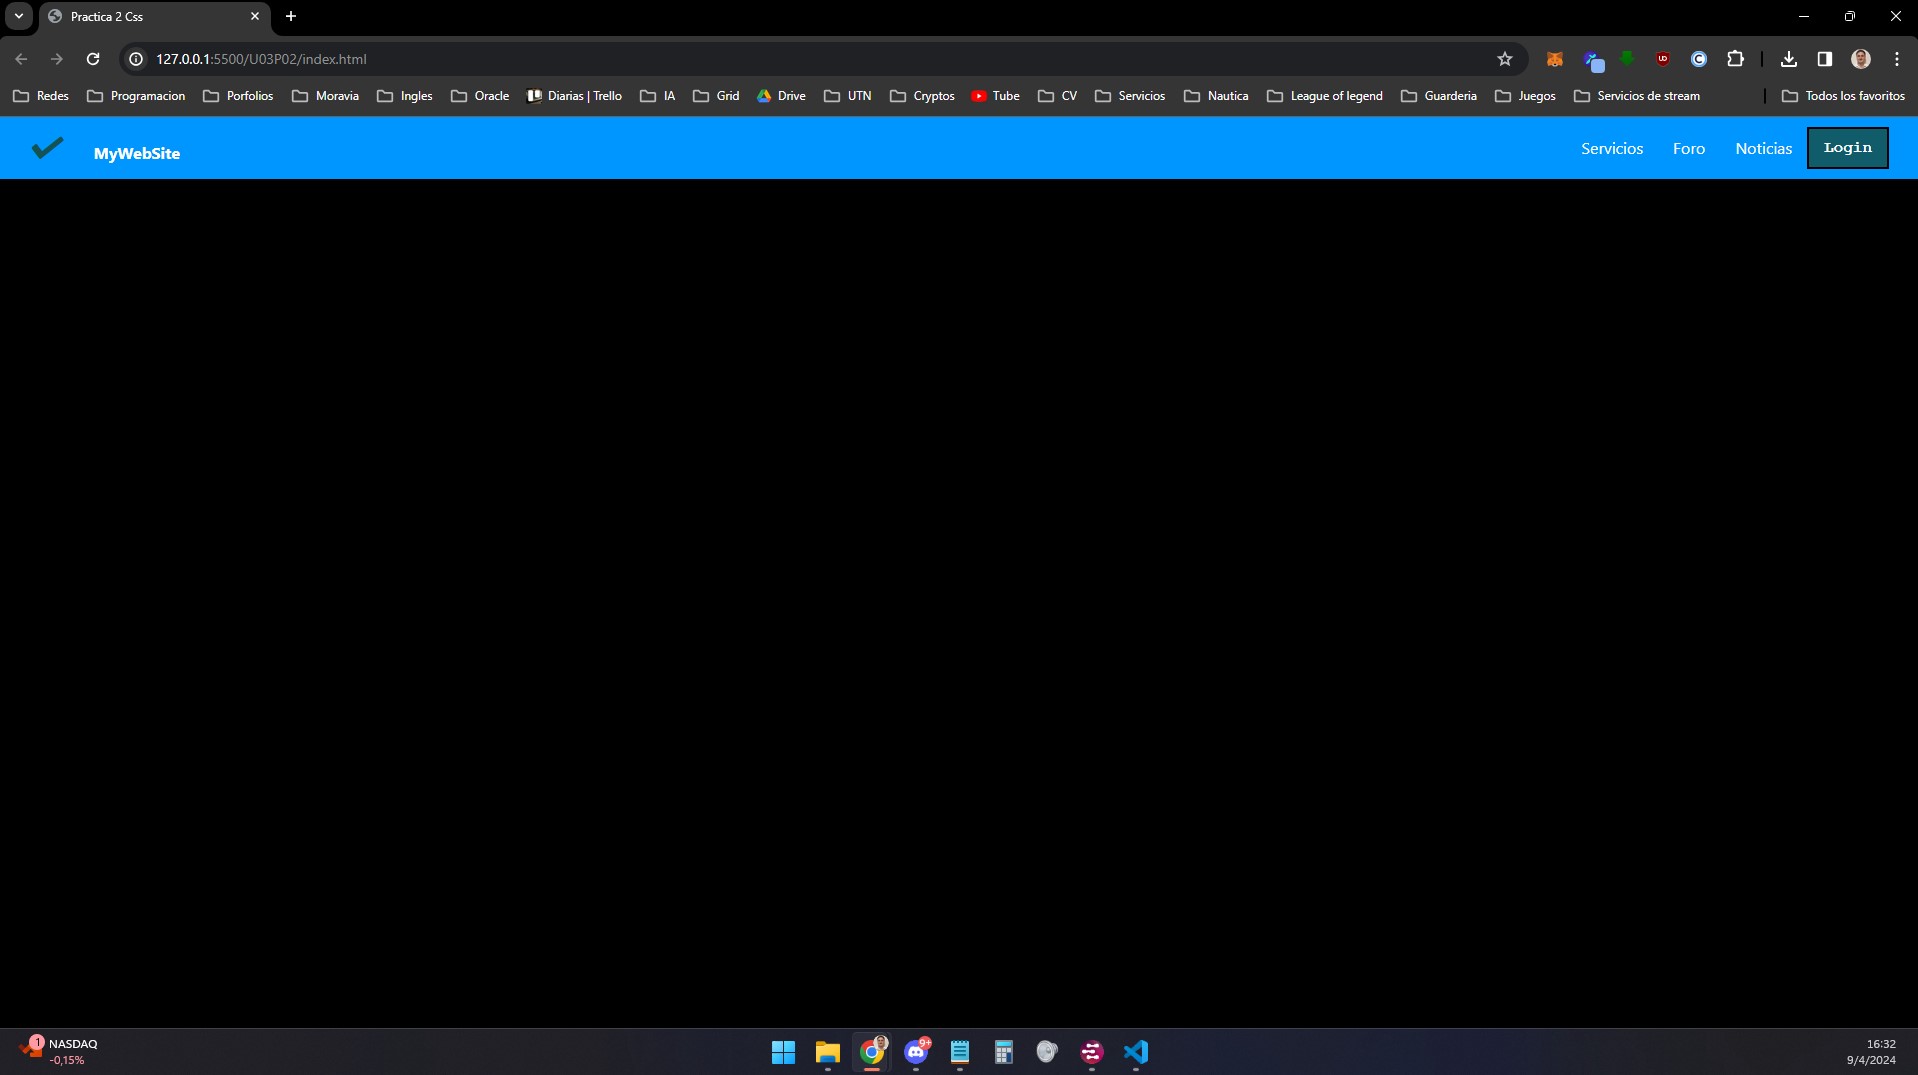 Practica 2 Css
127.0.0.1:5500/U03P02/index.html
Redes Programacion Porfolios Moravia Ingles Oracle Diarias | Trello IA Grid Drive UTN Cryptos Tube CV Servicios Nautica League of legend Guarderia Juegos Servicios de stream Todos los favoritos
MyWebSite Servicios Foro Noticias Login
1 NASDAQ
-0,15%
9+
16:32
9/4/2024